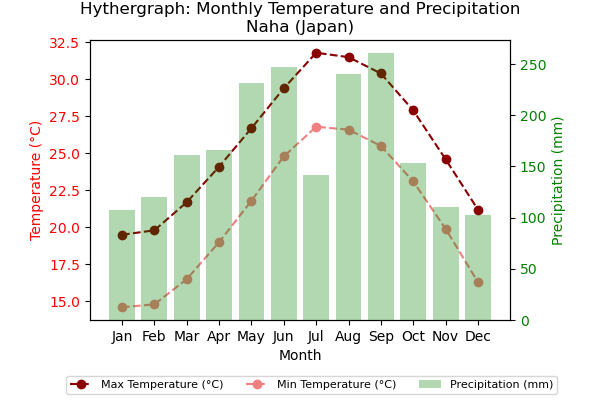 Hythergraph: Monthly Temperature and Precipitation
Naha (Japan)
32.5
30.0
27.5
25.0
22.5
20.0
17.5
15.0
Temperature (°C)
250
200
150
100
50
0
Precipitation (mm)
Jan Feb Mar Apr May Jun Jul Aug Sep Oct Nov Dec
Month
Max Temperature (°C) Min Temperature (°C) Precipitation (mm)